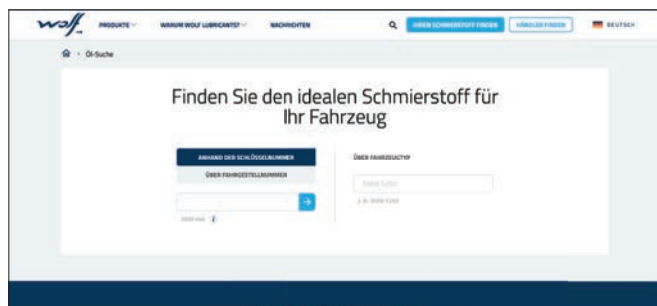 wolf
PRODUKTE
WARUM WOLF LUBRICANTS?
NACHRICHTEN
IHREN SCHMIERSTOFF FINDEN
HÄNDLER FINDEN
DEUTSCH
Öl-Suche
Finden Sie den idealen Schmierstoff für
Ihr Fahrzeug
ANHAND DER SCHLÜSSELNUMMER
ÜBER FAHRGESTELLNUMMER
ÜBER FAHRZEUGTYP